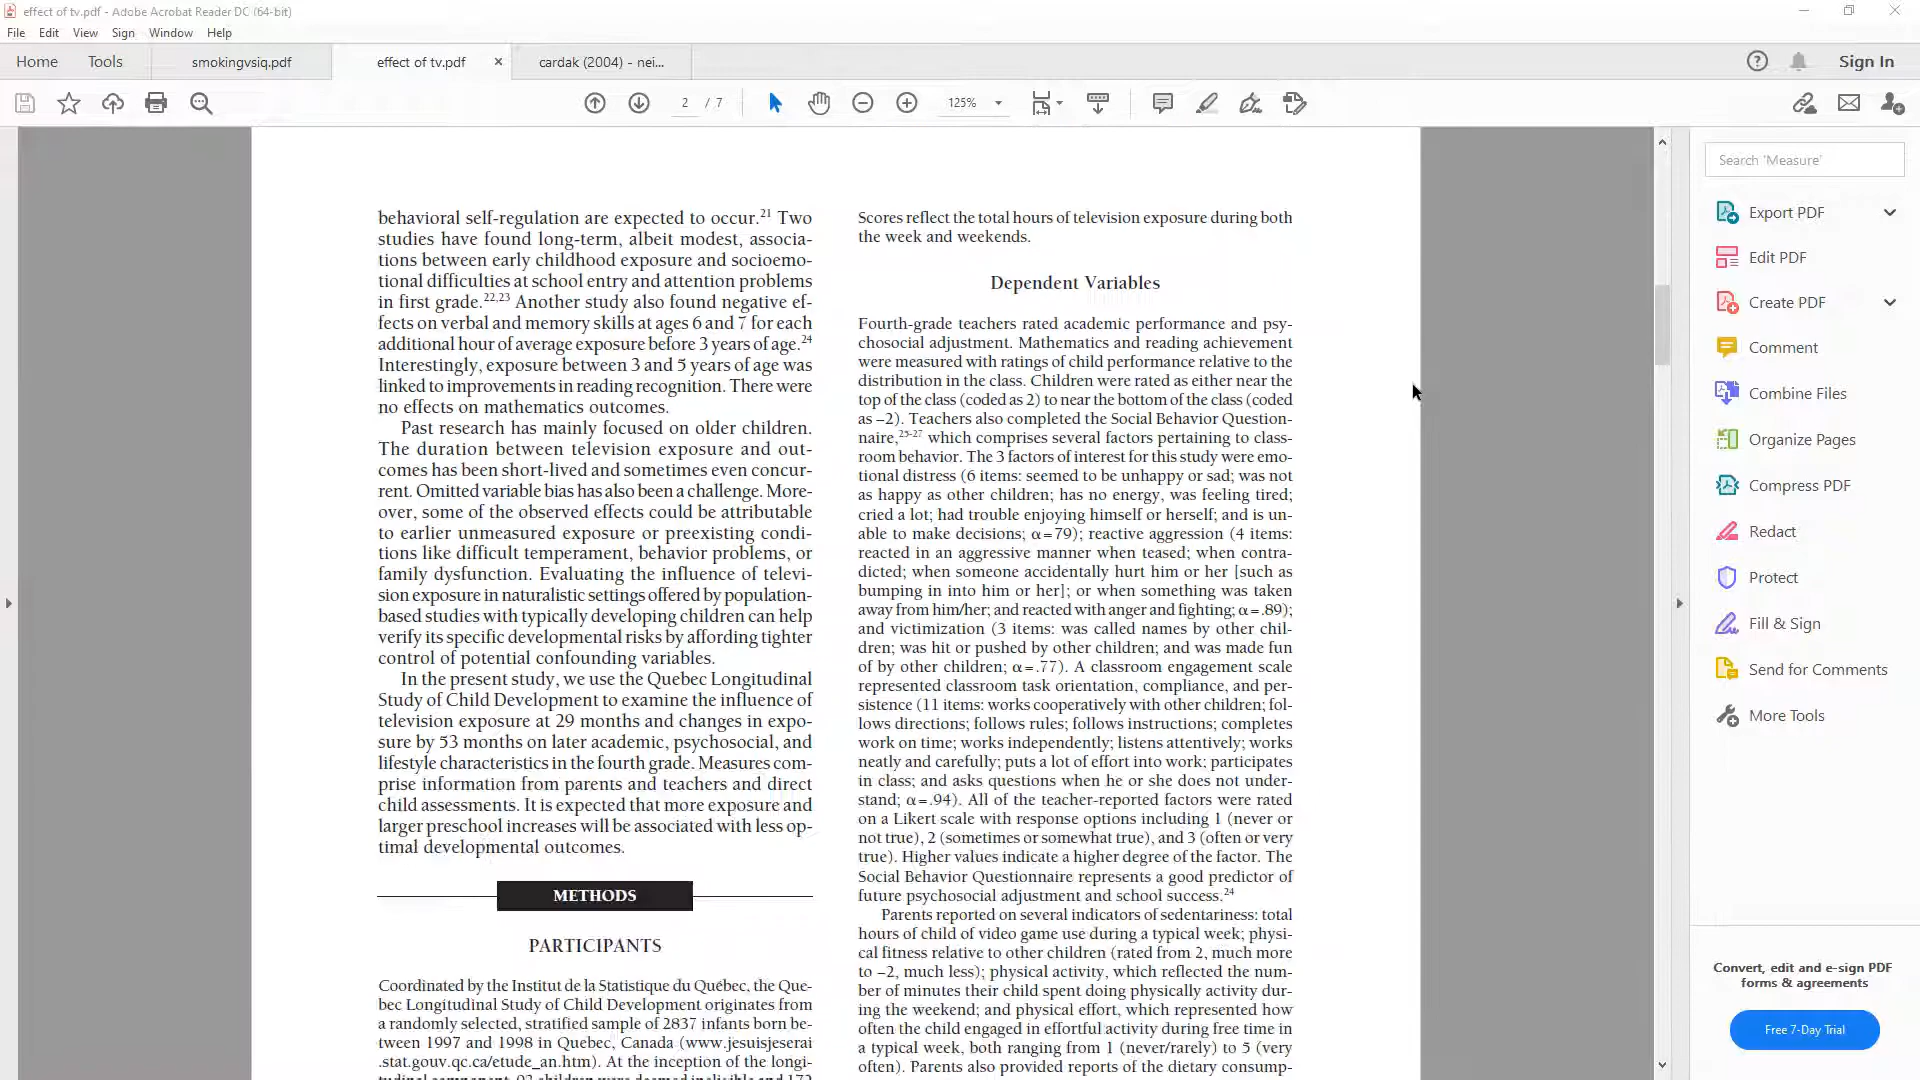 effect of tv.pdf - Adobe Acrobat Reader DC (64-bit)
File Edit View Sign Window Help
Home Tools smokingvsiq.pdf effect of tv.pdf × cardak (2004) - nei... Sign In
2 / 7 125%
behavioral self-regulation are expected to occur.21 Two
studies have found long-term, albeit modest, associa-
tions between early childhood exposure and socioemo-
tional difficulties at school entry and attention problems
in first grade.22,23 Another study also found negative ef-
fects on verbal and memory skills at ages 6 and 7 for each
additional hour of average exposure before 3 years of age.24
Interestingly, exposure between 3 and 5 years of age was
linked to improvements in reading recognition. There were
no effects on mathematics outcomes.
Past research has mainly focused on older children.
The duration between television exposure and out-
comes has been short-lived and sometimes even concur-
rent. Omitted variable bias has also been a challenge. More-
over, some of the observed effects could be attributable
to earlier unmeasured exposure or preexisting condi-
tions like difficult temperament, behavior problems, or
family dysfunction. Evaluating the influence of televi-
sion exposure in naturalistic settings offered by population-
based studies with typically developing children can help
verify its specific developmental risks by affording tighter
control of potential confounding variables.
In the present study, we use the Quebec Longitudinal
Study of Child Development to examine the influence of
television exposure at 29 months and changes in expo-
sure by 53 months on later academic, psychosocial, and
lifestyle characteristics in the fourth grade. Measures com-
prise information from parents and teachers and direct
child assessments. It is expected that more exposure and
larger preschool increases will be associated with less op-
timal developmental outcomes.
METHODS
PARTICIPANTS
Coordinated by the Institut de la Statistique du Québec, the Que-
bec Longitudinal Study of Child Development originates from
a randomly selected, stratified sample of 2837 infants born be-
tween 1997 and 1998 in Quebec, Canada (www.jesuisjeserai
.stat.gouv.qc.ca/etude_an.htm). At the inception of the longi-
Scores reflect the total hours of television exposure during both
the week and weekends.
Dependent Variables
Fourth-grade teachers rated academic performance and psy-
chosocial adjustment. Mathematics and reading achievement
were measured with ratings of child performance relative to the
distribution in the class. Children were rated as either near the
top of the class (coded as 2) to near the bottom of the class (coded
as –2). Teachers also completed the Social Behavior Question-
naire,25-27 which comprises several factors pertaining to class-
room behavior. The 3 factors of interest for this study were emo-
tional distress (6 items: seemed to be unhappy or sad; was not
as happy as other children; has no energy, was feeling tired;
cried a lot; had trouble enjoying himself or herself; and is un-
able to make decisions; α=79); reactive aggression (4 items:
reacted in an aggressive manner when teased; when contra-
dicted; when someone accidentally hurt him or her [such as
bumping in into him or her]; or when something was taken
away from him/her; and reacted with anger and fighting; α=.89);
and victimization (3 items: was called names by other chil-
dren; was hit or pushed by other children; and was made fun
of by other children; α=.77). A classroom engagement scale
represented classroom task orientation, compliance, and per-
sistence (11 items: works cooperatively with other children; fol-
lows directions; follows rules; follows instructions; completes
work on time; works independently; listens attentively; works
neatly and carefully; puts a lot of effort into work; participates
in class; and asks questions when he or she does not under-
stand; α=.94). All of the teacher-reported factors were rated
on a Likert scale with response options including 1 (never or
not true), 2 (sometimes or somewhat true), and 3 (often or very
true). Higher values indicate a higher degree of the factor. The
Social Behavior Questionnaire represents a good predictor of
future psychosocial adjustment and school success.24
Parents reported on several indicators of sedentariness: total
hours of child of video game use during a typical week; physi-
cal fitness relative to other children (rated from 2, much more
to –2, much less); physical activity, which reflected the num-
ber of minutes their child spent doing physically activity dur-
ing the weekend; and physical effort, which represented how
often the child engaged in effortful activity during free time in
a typical week, both ranging from 1 (never/rarely) to 5 (very
often). Parents also provided reports of the dietary consump-
Search 'Measure'
Export PDF
Edit PDF
Create PDF
Comment
Combine Files
Organize Pages
Compress PDF
Redact
Protect
Fill & Sign
Send for Comments
More Tools
Convert, edit and e-sign PDF
forms & agreements
Free 7-Day Trial